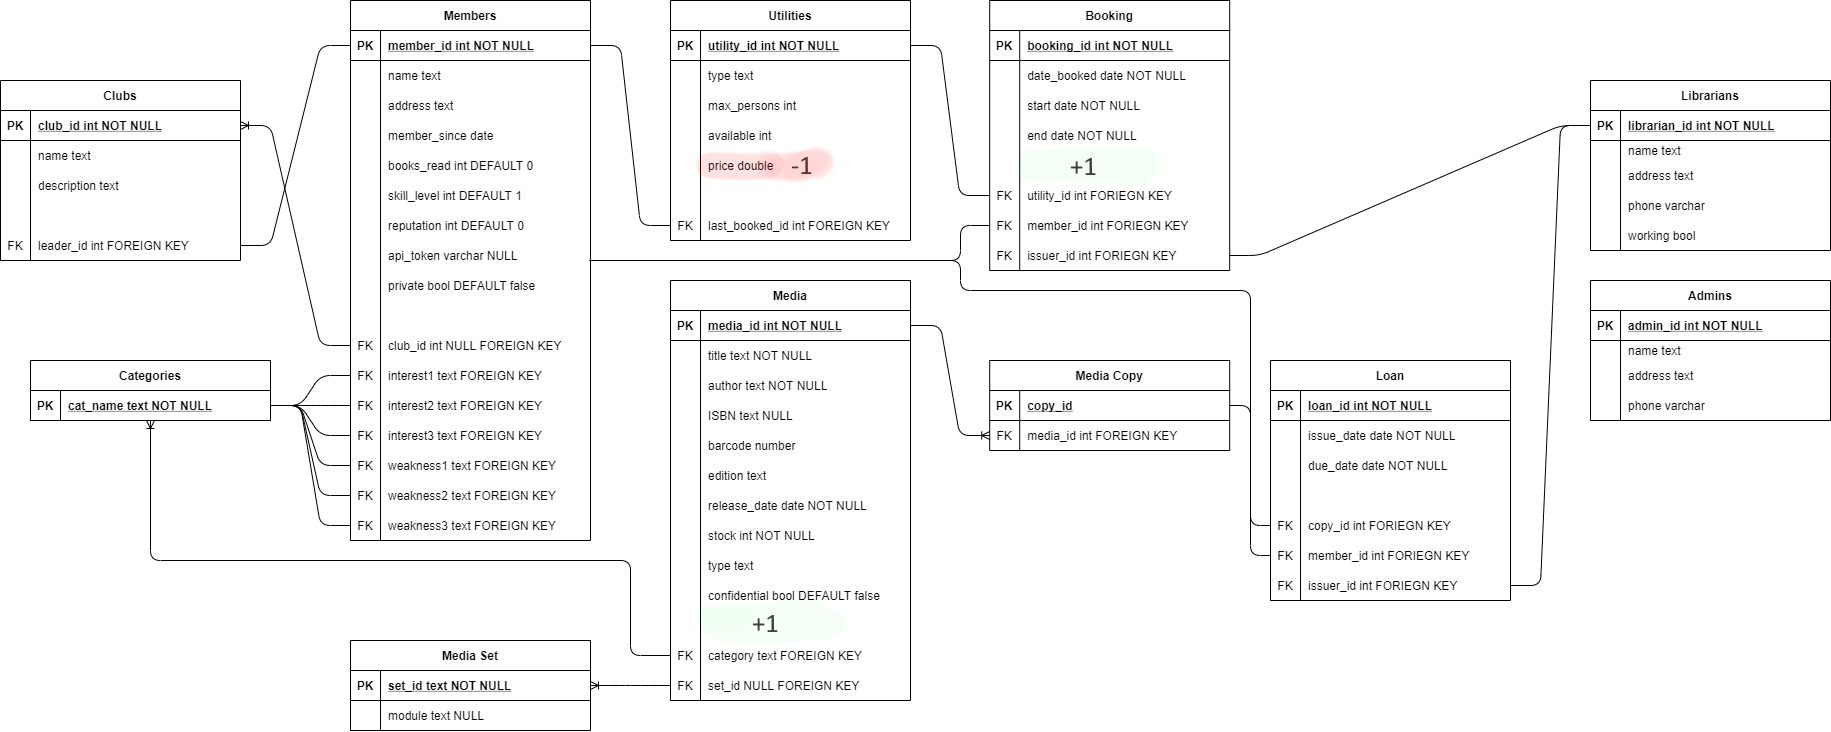 Members
PK member_id int NOT NULL
name text
address text
member_since date
books_read int DEFAULT 0
skill_level int DEFAULT 1
reputation int DEFAULT 0
api_token varchar NULL
private bool DEFAULT false
FK club_id int NULL FOREIGN KEY
FK interest1 text FOREIGN KEY
FK interest2 text FOREIGN KEY
FK interest3 text FOREIGN KEY
FK weakness1 text FOREIGN KEY
FK weakness2 text FOREIGN KEY
FK weakness3 text FOREIGN KEY
Utilities
PK utility_id int NOT NULL
type text
max_persons int
available int
price double -1
FK last_booked_id int FOREIGN KEY
Booking
PK booking_id int NOT NULL
date_booked date NOT NULL
start date NOT NULL
end date NOT NULL
+1
FK utility_id int FORIEGN KEY
FK member_id int FORIEGN KEY
FK issuer_id int FORIEGN KEY
Clubs
PK club_id int NOT NULL
name text
description text
FK leader_id int FOREIGN KEY
Librarians
PK librarian_id int NOT NULL
name text
address text
phone varchar
working bool
Media
PK media_id int NOT NULL
title text NOT NULL
author text NOT NULL
ISBN text NULL
barcode number
edition text
release_date date NOT NULL
stock int NOT NULL
type text
confidential bool DEFAULT false
+1
FK category text FOREIGN KEY
FK set_id NULL FOREIGN KEY
Admins
PK admin_id int NOT NULL
name text
address text
phone varchar
Categories
PK cat_name text NOT NULL
Media Copy
PK copy_id
FK media_id int FOREIGN KEY
Loan
PK loan_id int NOT NULL
issue_date date NOT NULL
due_date date NOT NULL
FK copy_id int FORIEGN KEY
FK member_id int FORIEGN KEY
FK issuer_id int FORIEGN KEY
Media Set
PK set_id text NOT NULL
module text NULL